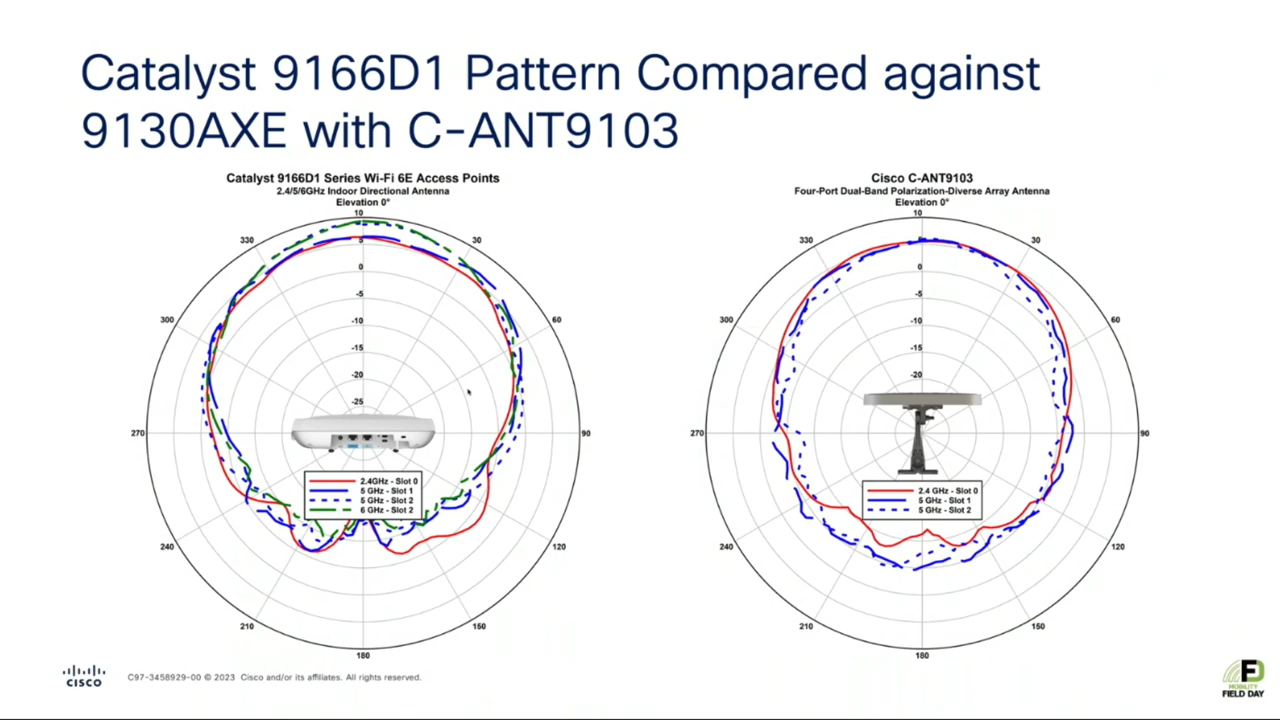 Catalyst 9166D1 Pattern Compared against
9130AXE with C-ANT9103
Catalyst 9166D1 Series Wi-Fi 6E Access Points
2.4/5/6GHz Indoor Directional Antenna
Elevation 0°
10
5
0
-5
-10
-15
-20
-25
330
30
300
60
270
90
240
120
210
150
180
2.4GHz - Slot 0
5 GHz - Slot 1
5 GHz - Slot 2
6 GHz - Slot 2
Cisco C-ANT9103
Four-Port Dual-Band Polarization-Diverse Array Antenna
Elevation 0°
10
5
0
-5
-10
-15
-20
330
30
300
60
270
90
240
120
210
150
180
2.4 GHz - Slot 0
5 GHz - Slot 1
5 GHz - Slot 2
CISCO
C97-3458929-00 © 2023 Cisco and/or its affiliates. All rights reserved.
FD
MOBILITY
FIELD DAY